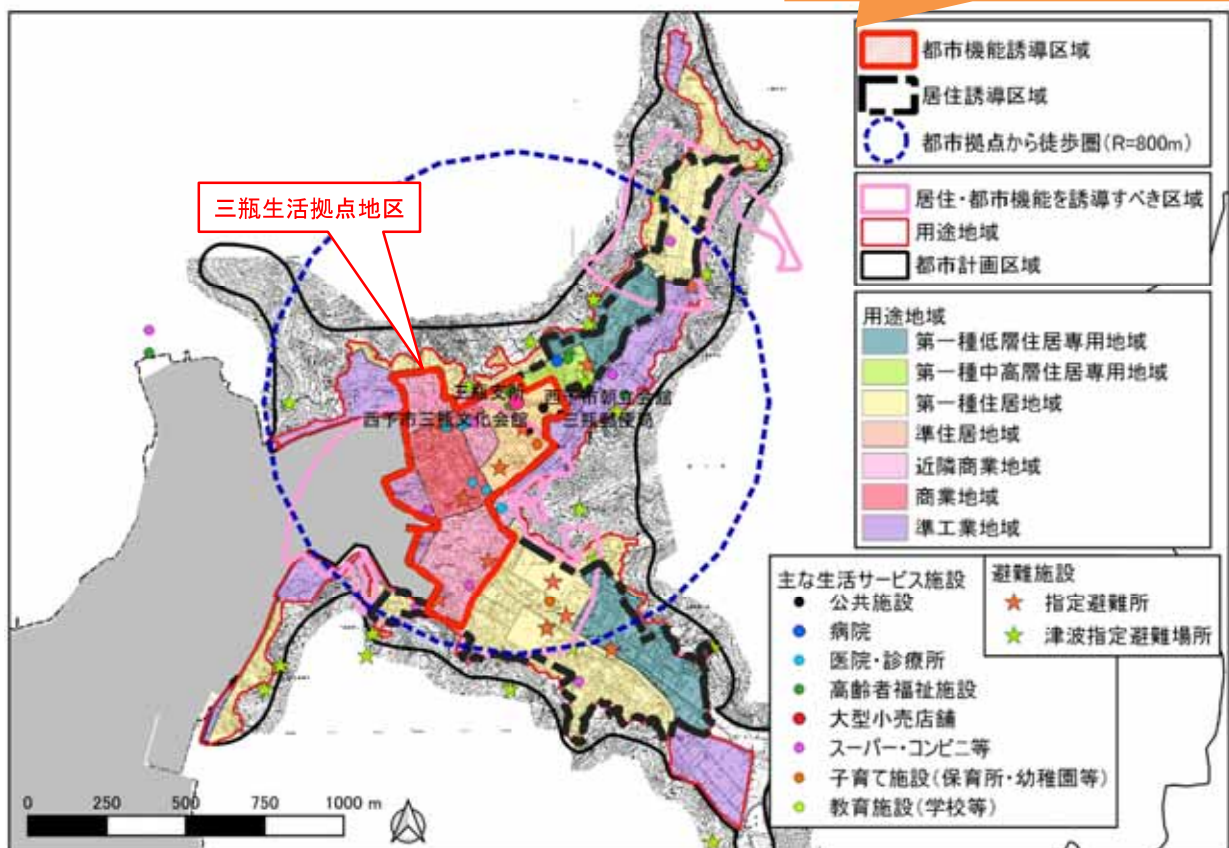 都市機能誘導区域
居住誘導区域
都市拠点から徒歩圏(R=800m)
居住・都市機能を誘導すべき区域
用途地域
都市計画区域
三瓶生活拠点地区
三瓶支所
西予市朝立会館
西予市三瓶文化会館
三瓶郵便局
用途地域
第一種低層住居専用地域
第一種中高層住居専用地域
第一種住居地域
準住居地域
近隣商業地域
商業地域
準工業地域
主な生活サービス施設
公共施設
病院
医院・診療所
高齢者福祉施設
大型小売店舗
スーパー・コンビニ等
子育て施設(保育所・幼稚園等)
教育施設(学校等)
避難施設
指定避難所
津波指定避難場所
0 250 500 750 1000 m